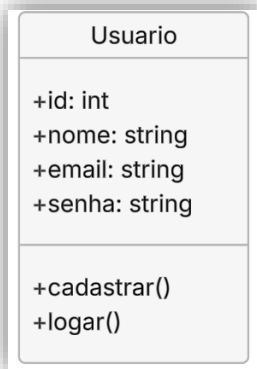 Usuario
+id: int
+nome: string
+email: string
+senha: string
+cadastrar()
+logar()